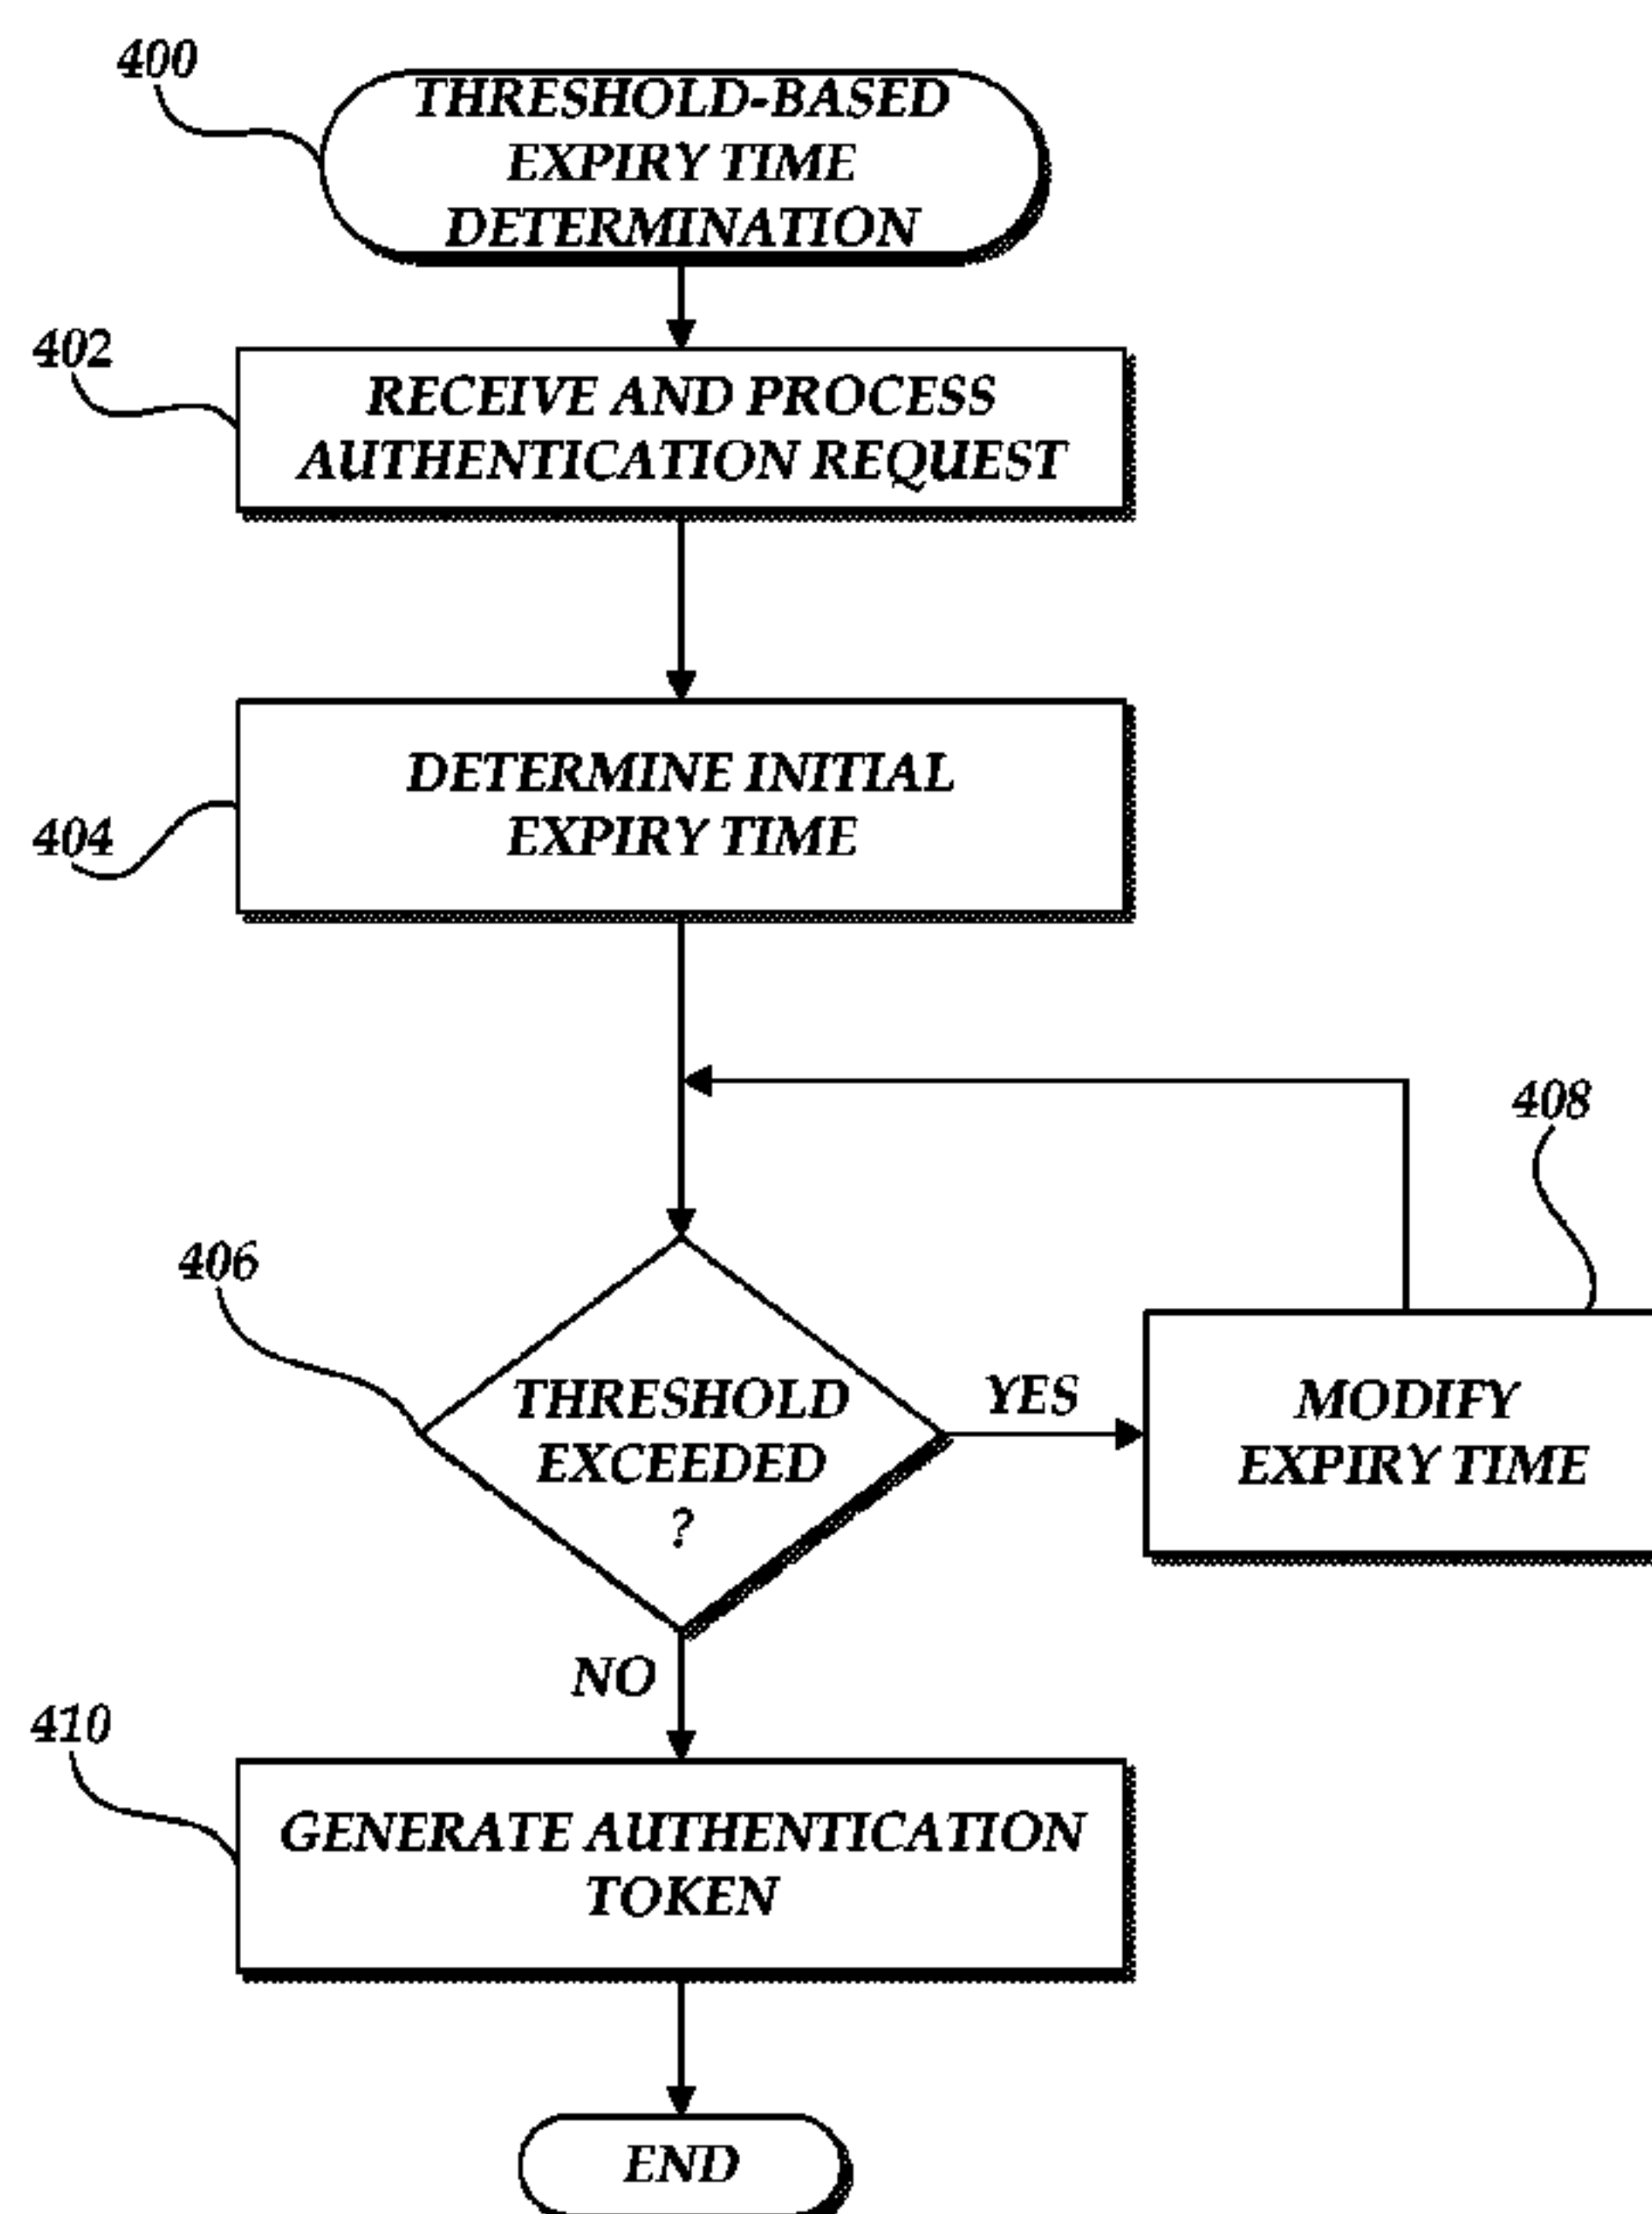 400
THRESHOLD-BASED
EXPIRY TIME
DETERMINATION
402
RECEIVE AND PROCESS
AUTHENTICATION REQUEST
404
DETERMINE INITIAL
EXPIRY TIME
408
406
THRESHOLD
EXCEEDED
?
YES
MODIFY
EXPIRY TIME
NO
410
GENERATE AUTHENTICATION
TOKEN
END